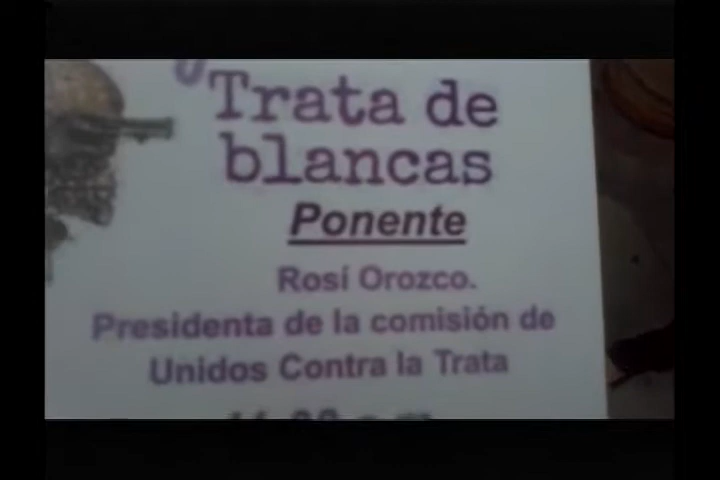 Trata de
blancas
Ponente
Rosí Orozco.
Presidenta de la comisión de
Unidos Contra la Trata